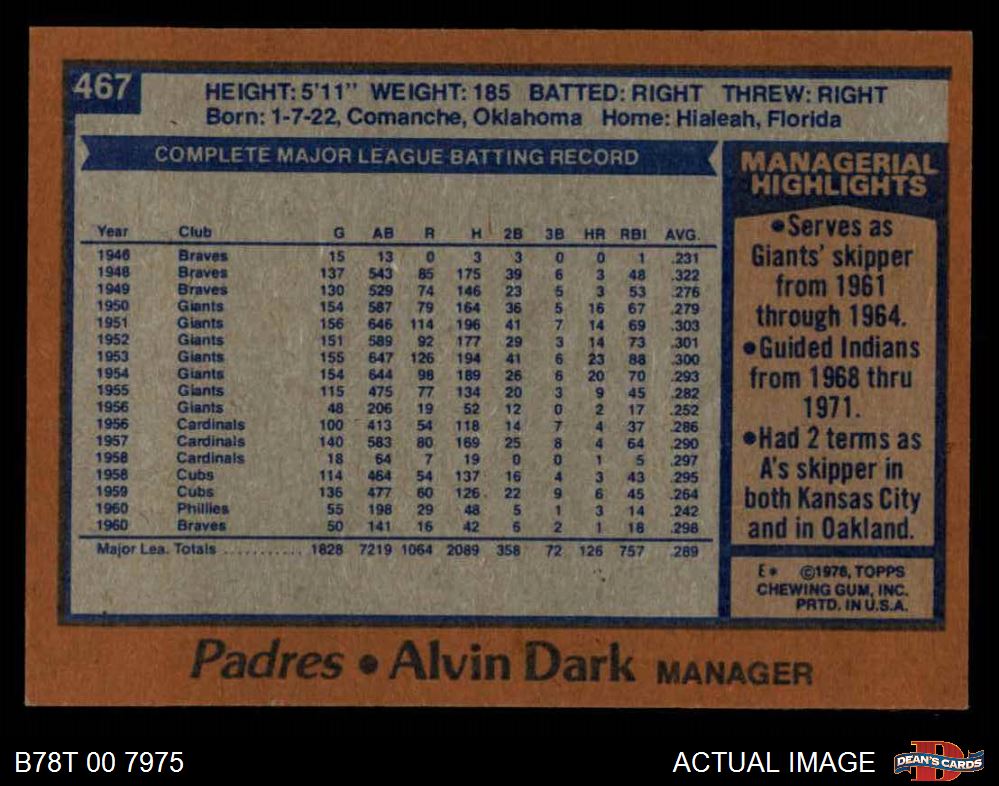 467
HEIGHT: 5'11" WEIGHT: 185 BATTED: RIGHT THREW: RIGHT
Born: 1-7-22, Comanche, Oklahoma Home: Hialeah, Florida
COMPLETE MAJOR LEAGUE BATTING RECORD
Year Club G AB R H 2B 3B HR RBI AVG.
1946 Braves 15 13 0 3 3 0 0 1 .231
1948 Braves 137 543 85 175 39 6 3 48 .322
1949 Braves 130 529 74 146 23 5 3 53 .276
1950 Giants 154 587 79 164 36 5 16 67 .279
1951 Giants 156 646 114 196 41 7 14 69 .303
1952 Giants 151 589 92 177 29 3 14 73 .301
1953 Giants 155 647 126 194 41 6 23 88 .300
1954 Giants 154 644 98 189 26 6 20 70 .293
1955 Giants 115 475 77 134 20 3 9 45 .282
1956 Giants 48 206 19 52 12 0 2 17 .252
1956 Cardinals 100 413 54 118 14 7 4 37 .286
1957 Cardinals 140 583 80 169 25 8 4 64 .290
1958 Cardinals 18 64 7 19 0 0 1 5 .297
1958 Cubs 114 464 54 137 16 4 3 43 .295
1959 Cubs 136 477 60 126 22 9 6 45 .264
1960 Phillies 55 198 29 48 5 1 3 14 .242
1960 Braves 50 141 16 42 6 2 1 18 .298
Major Lea. Totals ........... 1828 7219 1064 2089 358 72 126 757 .289
MANAGERIAL
HIGHLIGHTS
•Serves as
Giants' skipper
from 1961
through 1964.
•Guided Indians
from 1968 thru
1971.
•Had 2 terms as
A's skipper in
both Kansas City
and in Oakland.
E* ©1978, TOPPS
CHEWING GUM, INC.
PRTD. IN U.S.A.
Padres • Alvin Dark MANAGER
B78T 00 7975
ACTUAL IMAGE
DEAN'S CARDS